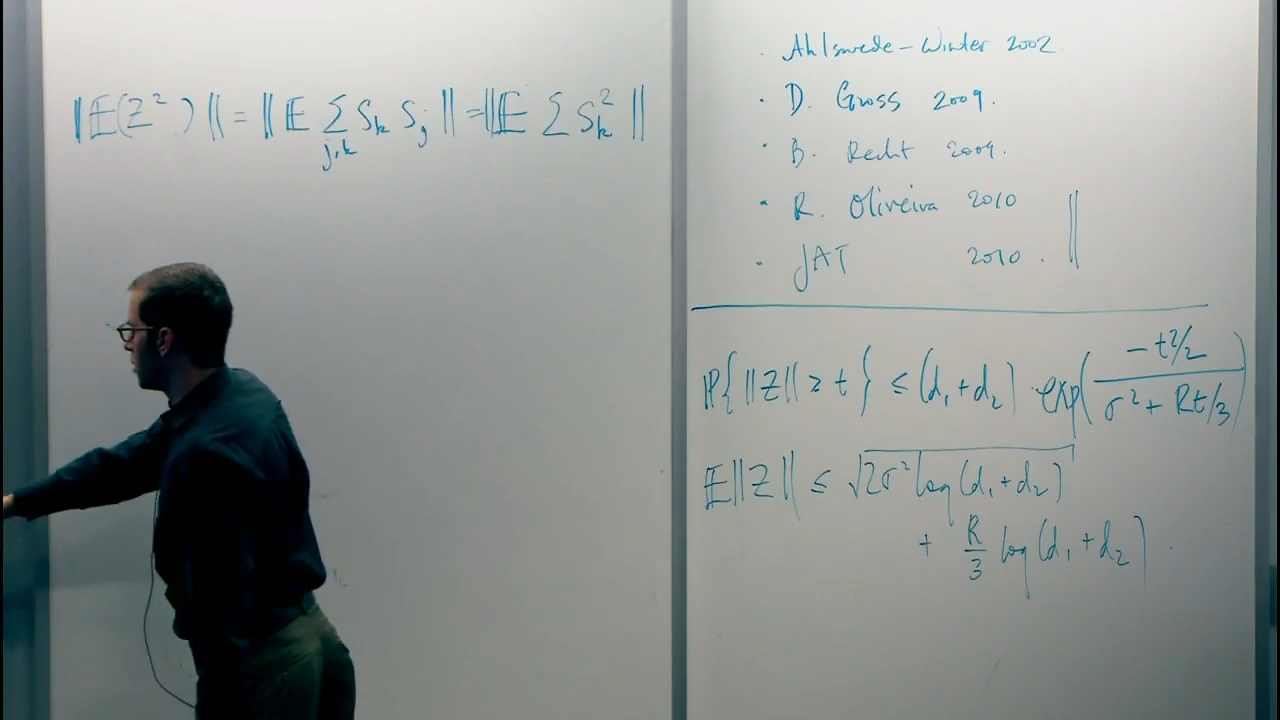 ‖𝔼(Z²)‖ = ‖𝔼 ∑ S_k S_j‖ = ‖𝔼 ∑ S_k²‖
j,k
· Ahlswede – Winter 2002.
· D. Gross 2009.
· B. Recht 2009.
· R. Oliveira 2010
· JAT 2010.
ℙ{‖Z‖ ≥ t} ≤ (d₁+d₂) · exp(−t²/2 / σ² + Rt/3)
𝔼‖Z‖ ≤ √2σ² log(d₁+d₂)
+ R/3 log(d₁+d₂).